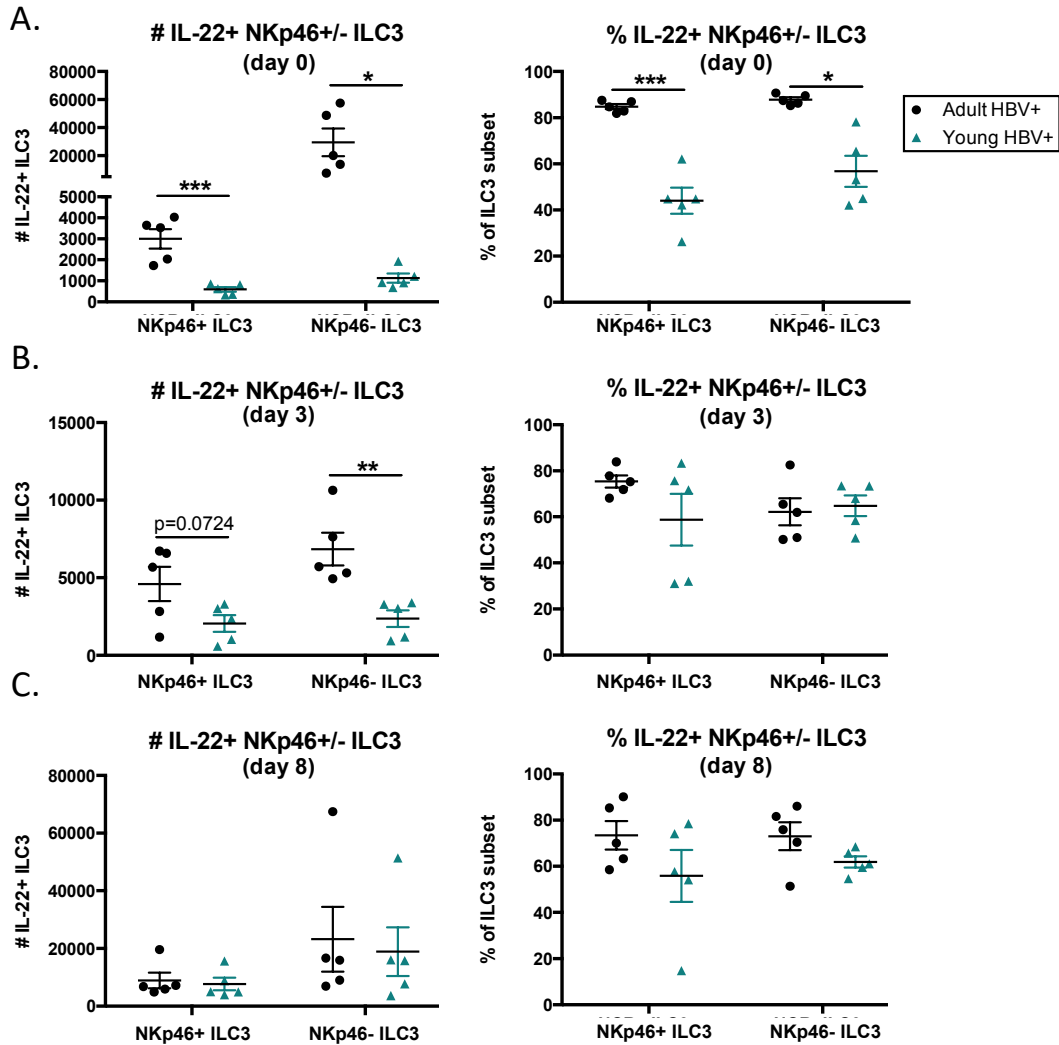 A.
# IL-22+ NKp46+/- ILC3
(day 0)
# IL-22+ ILC3
80000
60000
40000
20000
5000
4000
3000
2000
1000
0
***
*
NKp46+ ILC3
NKp46- ILC3
% IL-22+ NKp46+/- ILC3
(day 0)
% of ILC3 subset
100
80
60
40
20
0
***
*
NKp46+ ILC3
NKp46- ILC3
Adult HBV+
Young HBV+
B.
# IL-22+ NKp46+/- ILC3
(day 3)
# IL-22+ ILC3
15000
10000
5000
0
p=0.0724
**
NKp46+ ILC3
NKp46- ILC3
% IL-22+ NKp46+/- ILC3
(day 3)
% of ILC3 subset
100
80
60
40
20
0
NKp46+ ILC3
NKp46- ILC3
C.
# IL-22+ NKp46+/- ILC3
(day 8)
# IL-22+ ILC3
80000
60000
40000
20000
0
NKp46+ ILC3
NKp46- ILC3
% IL-22+ NKp46+/- ILC3
(day 8)
% of ILC3 subset
100
80
60
40
20
0
NKp46+ ILC3
NKp46- ILC3